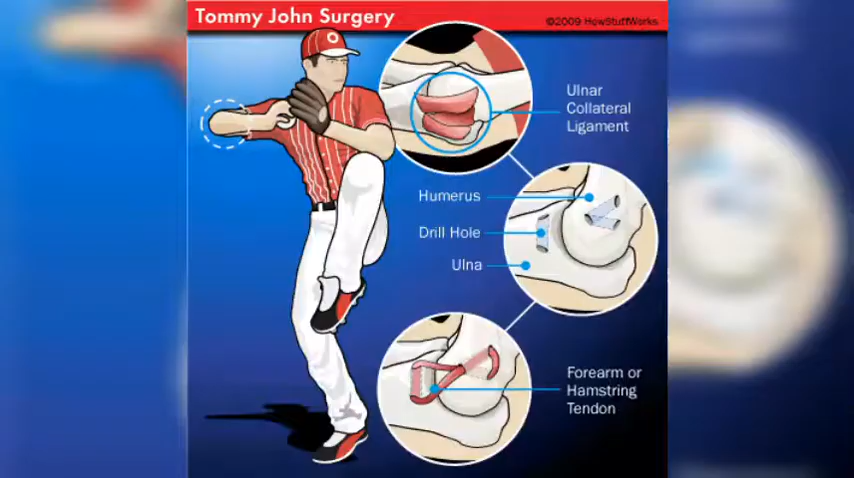 Tommy John Surgery
©2009 HowStuffWorks
Ulnar
Collateral
Ligament
Humerus
Drill Hole
Ulna
Forearm or
Hamstring
Tendon